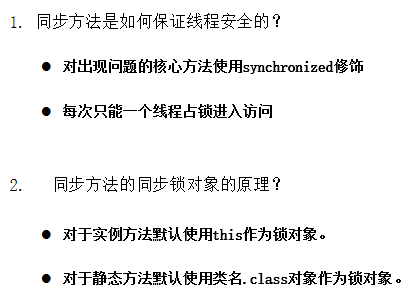 1. 同步方法是如何保证线程安全的？
● 对出现问题的核心方法使用synchronized修饰
● 每次只能一个线程占锁进入访问
2. 同步方法的同步锁对象的原理？
● 对于实例方法默认使用this作为锁对象。
● 对于静态方法默认使用类名.class对象作为锁对象。